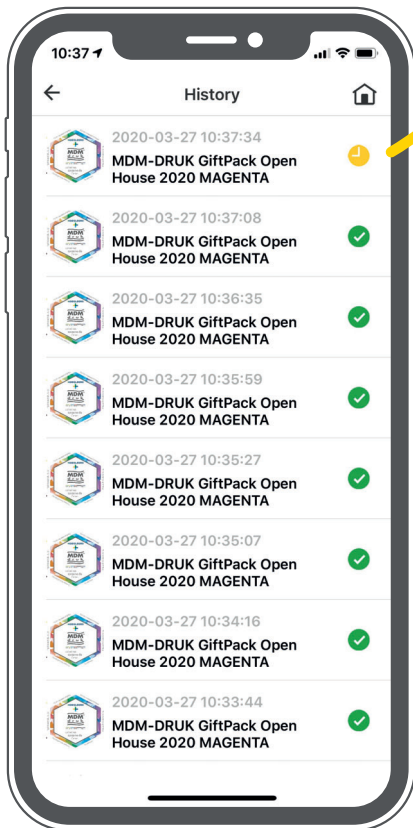 10:37
History
2020-03-27 10:37:34
MDM-DRUK GiftPack Open
House 2020 MAGENTA
2020-03-27 10:37:08
MDM-DRUK GiftPack Open
House 2020 MAGENTA
2020-03-27 10:36:35
MDM-DRUK GiftPack Open
House 2020 MAGENTA
2020-03-27 10:35:59
MDM-DRUK GiftPack Open
House 2020 MAGENTA
2020-03-27 10:35:27
MDM-DRUK GiftPack Open
House 2020 MAGENTA
2020-03-27 10:35:07
MDM-DRUK GiftPack Open
House 2020 MAGENTA
2020-03-27 10:34:16
MDM-DRUK GiftPack Open
House 2020 MAGENTA
2020-03-27 10:33:44
MDM-DRUK GiftPack Open
House 2020 MAGENTA